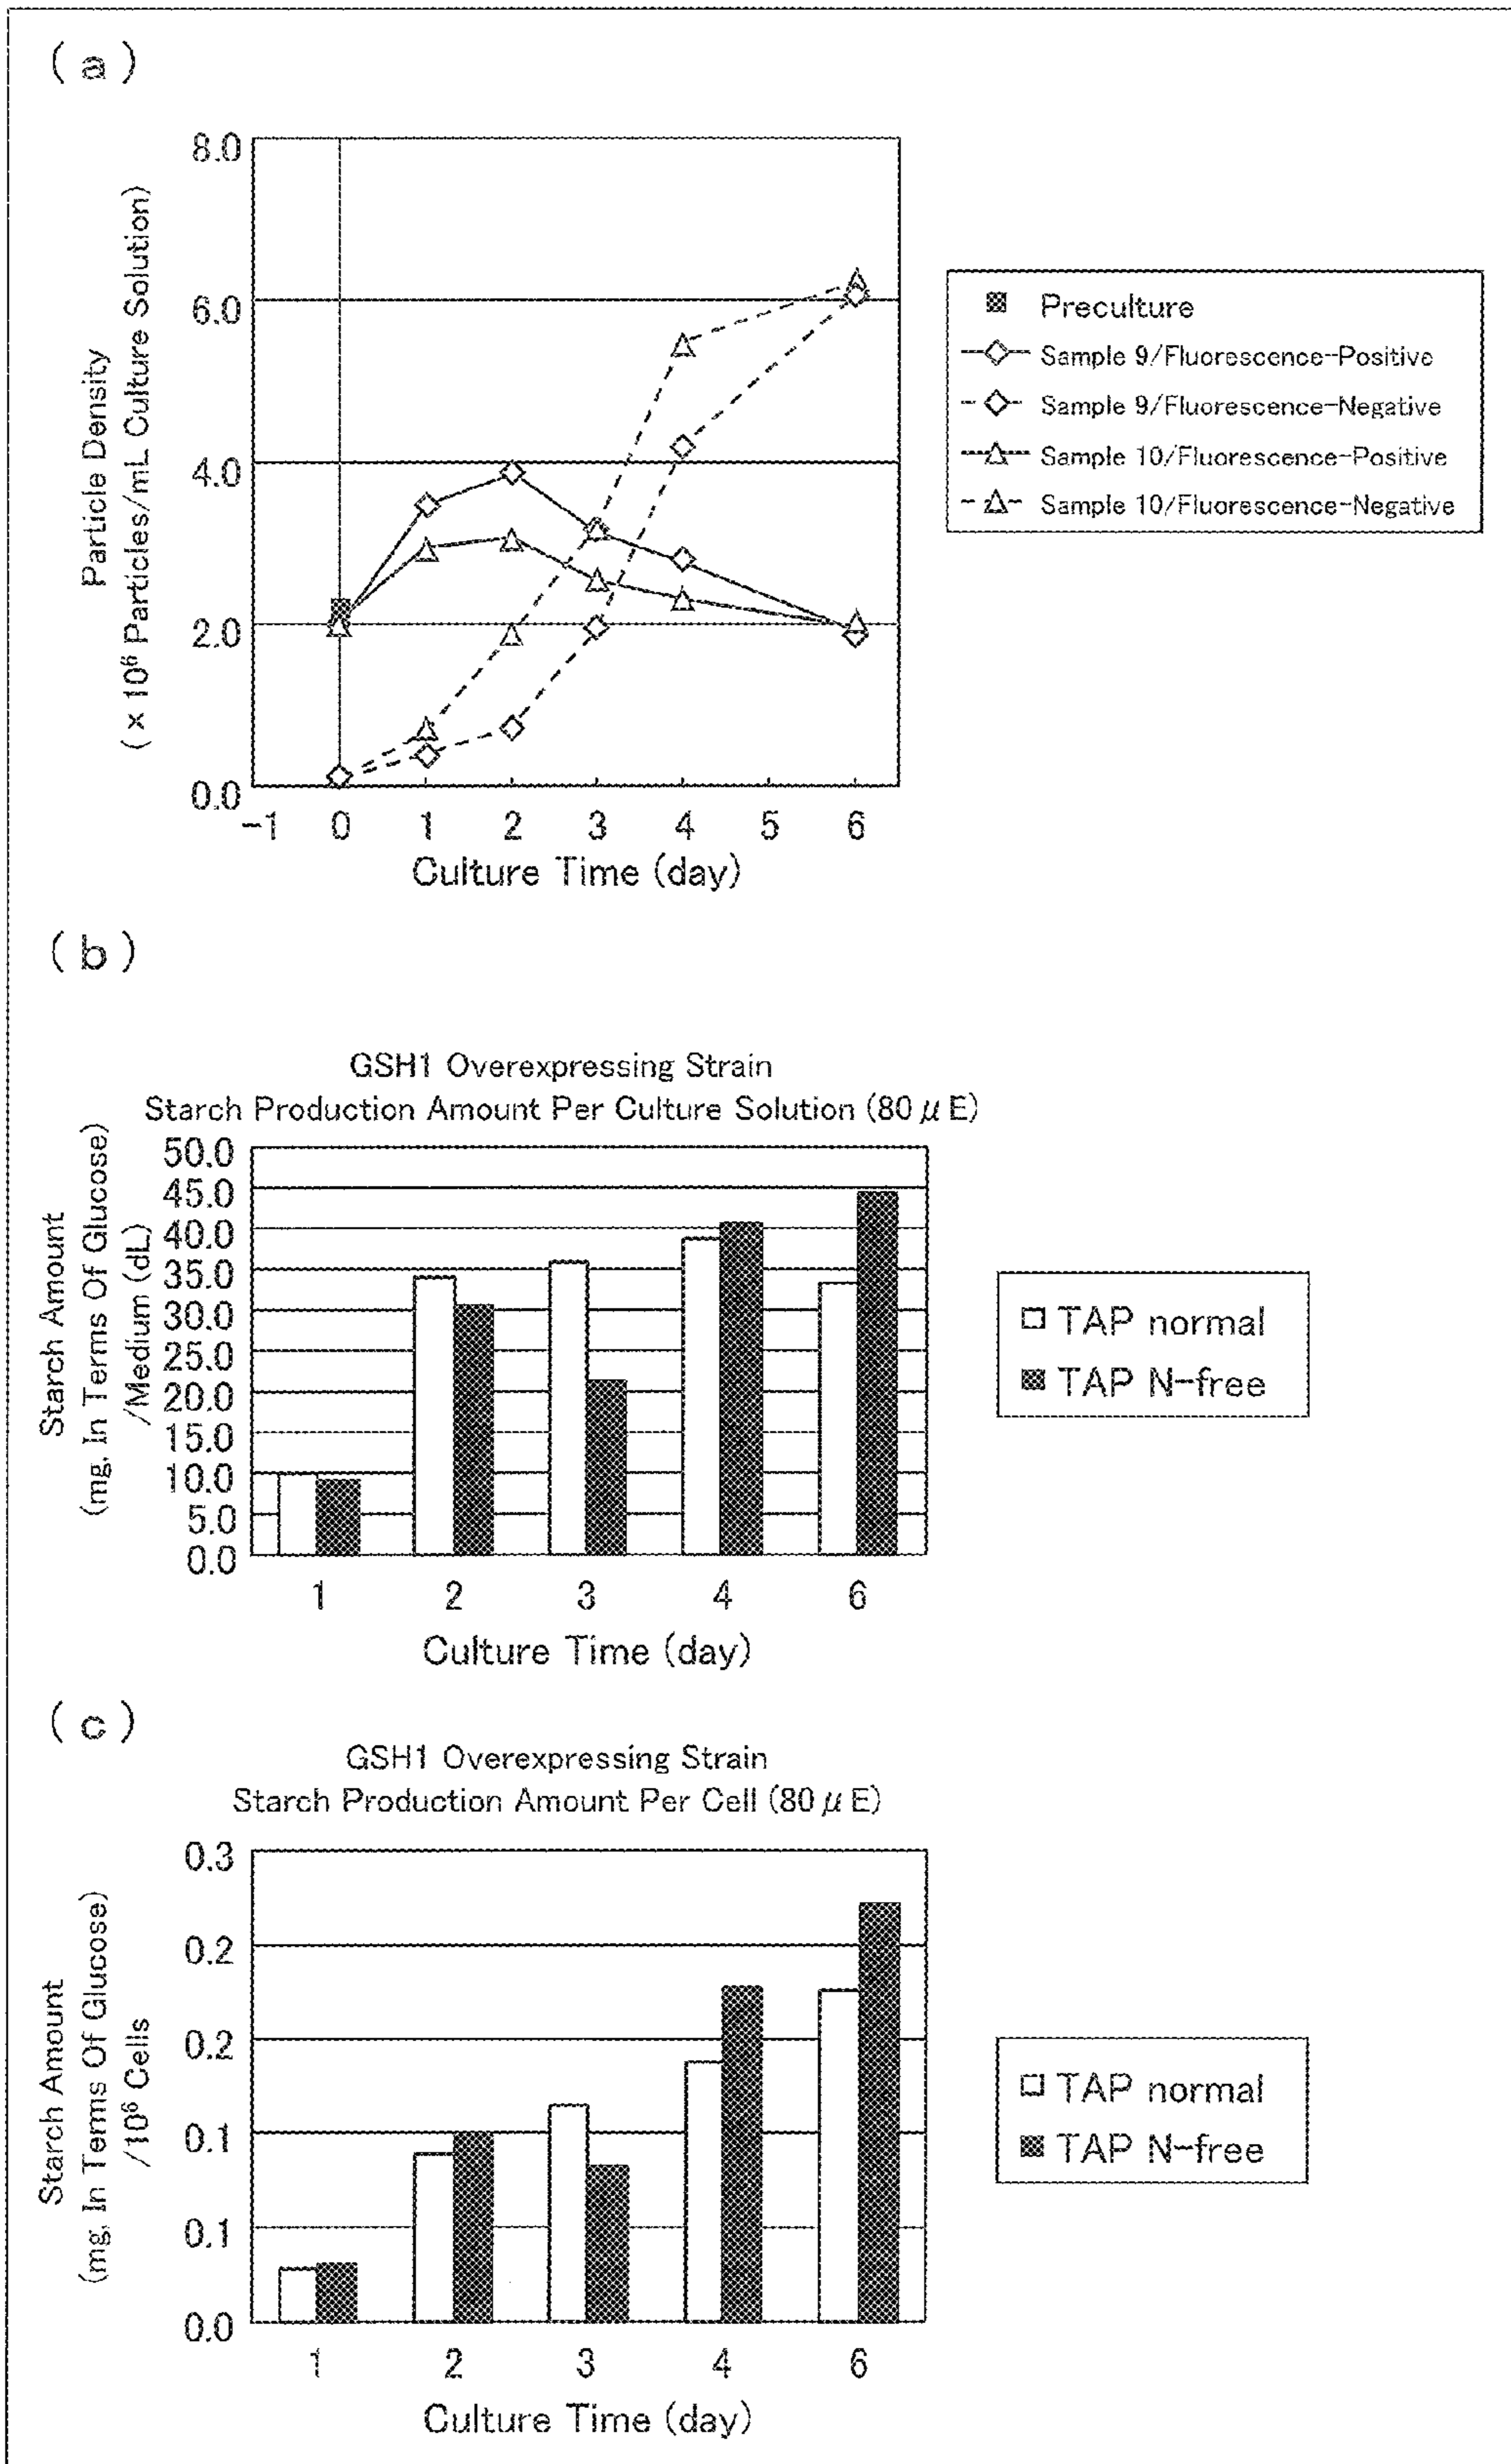 (a)
8.0
6.0
4.0
2.0
0.0
Particle Density
(× 10⁶ Particles/mL Culture Solution)
-1 0 1 2 3 4 5 6
Culture Time (day)
Preculture
Sample 9/Fluorescence-Positive
Sample 9/Fluorescence-Negative
Sample 10/Fluorescence-Positive
Sample 10/Fluorescence-Negative
(b)
GSH1 Overexpressing Strain
Starch Production Amount Per Culture Solution (80 μE)
Starch Amount
(mg, In Terms Of Glucose)
/Medium (dL)
50.0
45.0
40.0
35.0
30.0
25.0
20.0
15.0
10.0
5.0
0.0
1 2 3 4 6
Culture Time (day)
TAP normal
TAP N-free
(c)
GSH1 Overexpressing Strain
Starch Production Amount Per Cell (80 μE)
Starch Amount
(mg, In Terms Of Glucose)
/10⁶ Cells
0.3
0.2
0.2
0.1
0.1
0.0
1 2 3 4 6
Culture Time (day)
TAP normal
TAP N-free